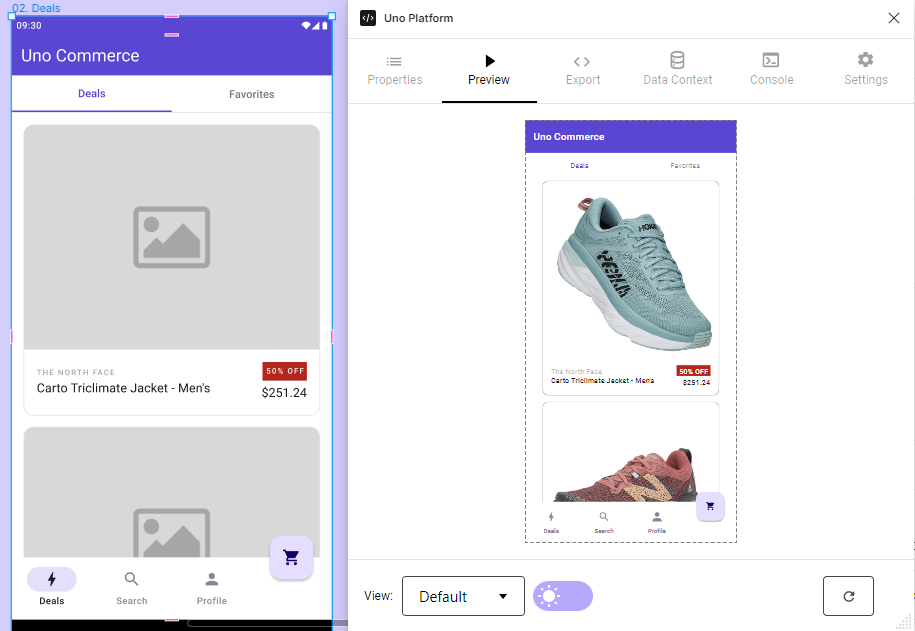 02. Deals
09:30
Uno Commerce
Deals
Favorites
THE NORTH FACE
50% OFF
Carto Triclimate Jacket - Men's
$251.24
Deals
Search
Profile
Uno Platform
Properties
Preview
Export
Data Context
Console
Settings
Uno Commerce
Deals
Favorites
HOKA
HOKA
The North Face
50% OFF
Carto Triclimate Jacket - Men's
$251.24
N
Deals
Search
Profile
View:
Default